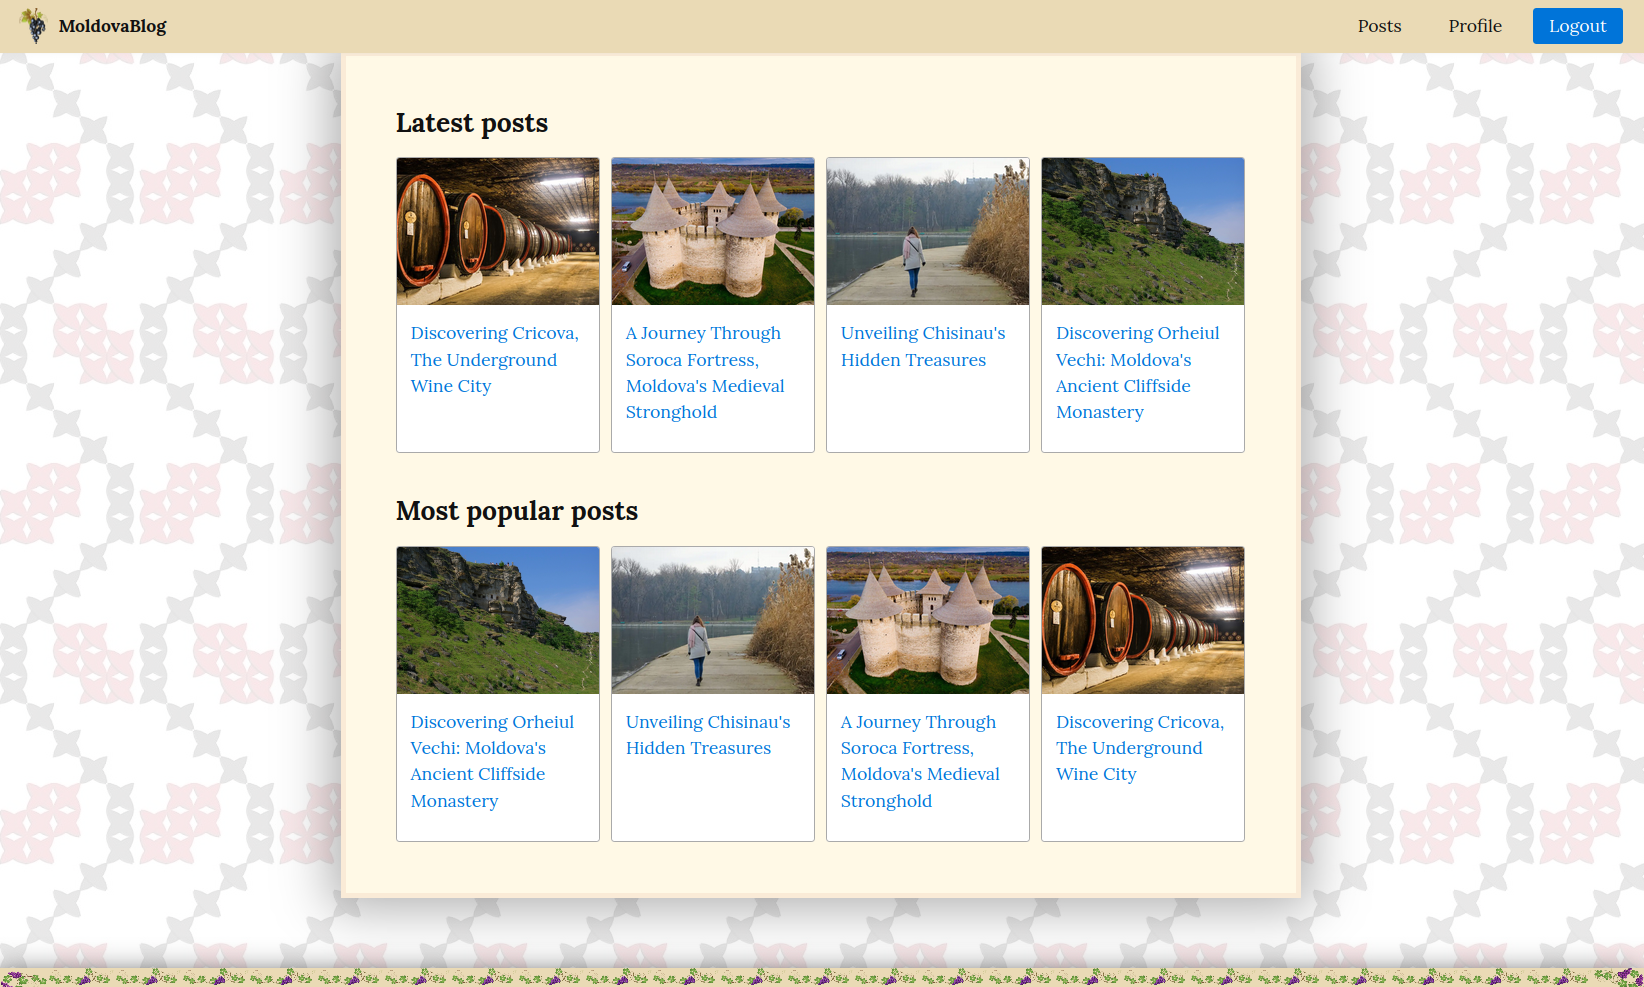 MoldovaBlog
Posts
Profile
Logout
Latest posts
Discovering Cricova,
The Underground
Wine City
A Journey Through
Soroca Fortress,
Moldova's Medieval
Stronghold
Unveiling Chisinau's
Hidden Treasures
Discovering Orheiul
Vechi: Moldova's
Ancient Cliffside
Monastery
Most popular posts
Discovering Orheiul
Vechi: Moldova's
Ancient Cliffside
Monastery
Unveiling Chisinau's
Hidden Treasures
A Journey Through
Soroca Fortress,
Moldova's Medieval
Stronghold
Discovering Cricova,
The Underground
Wine City